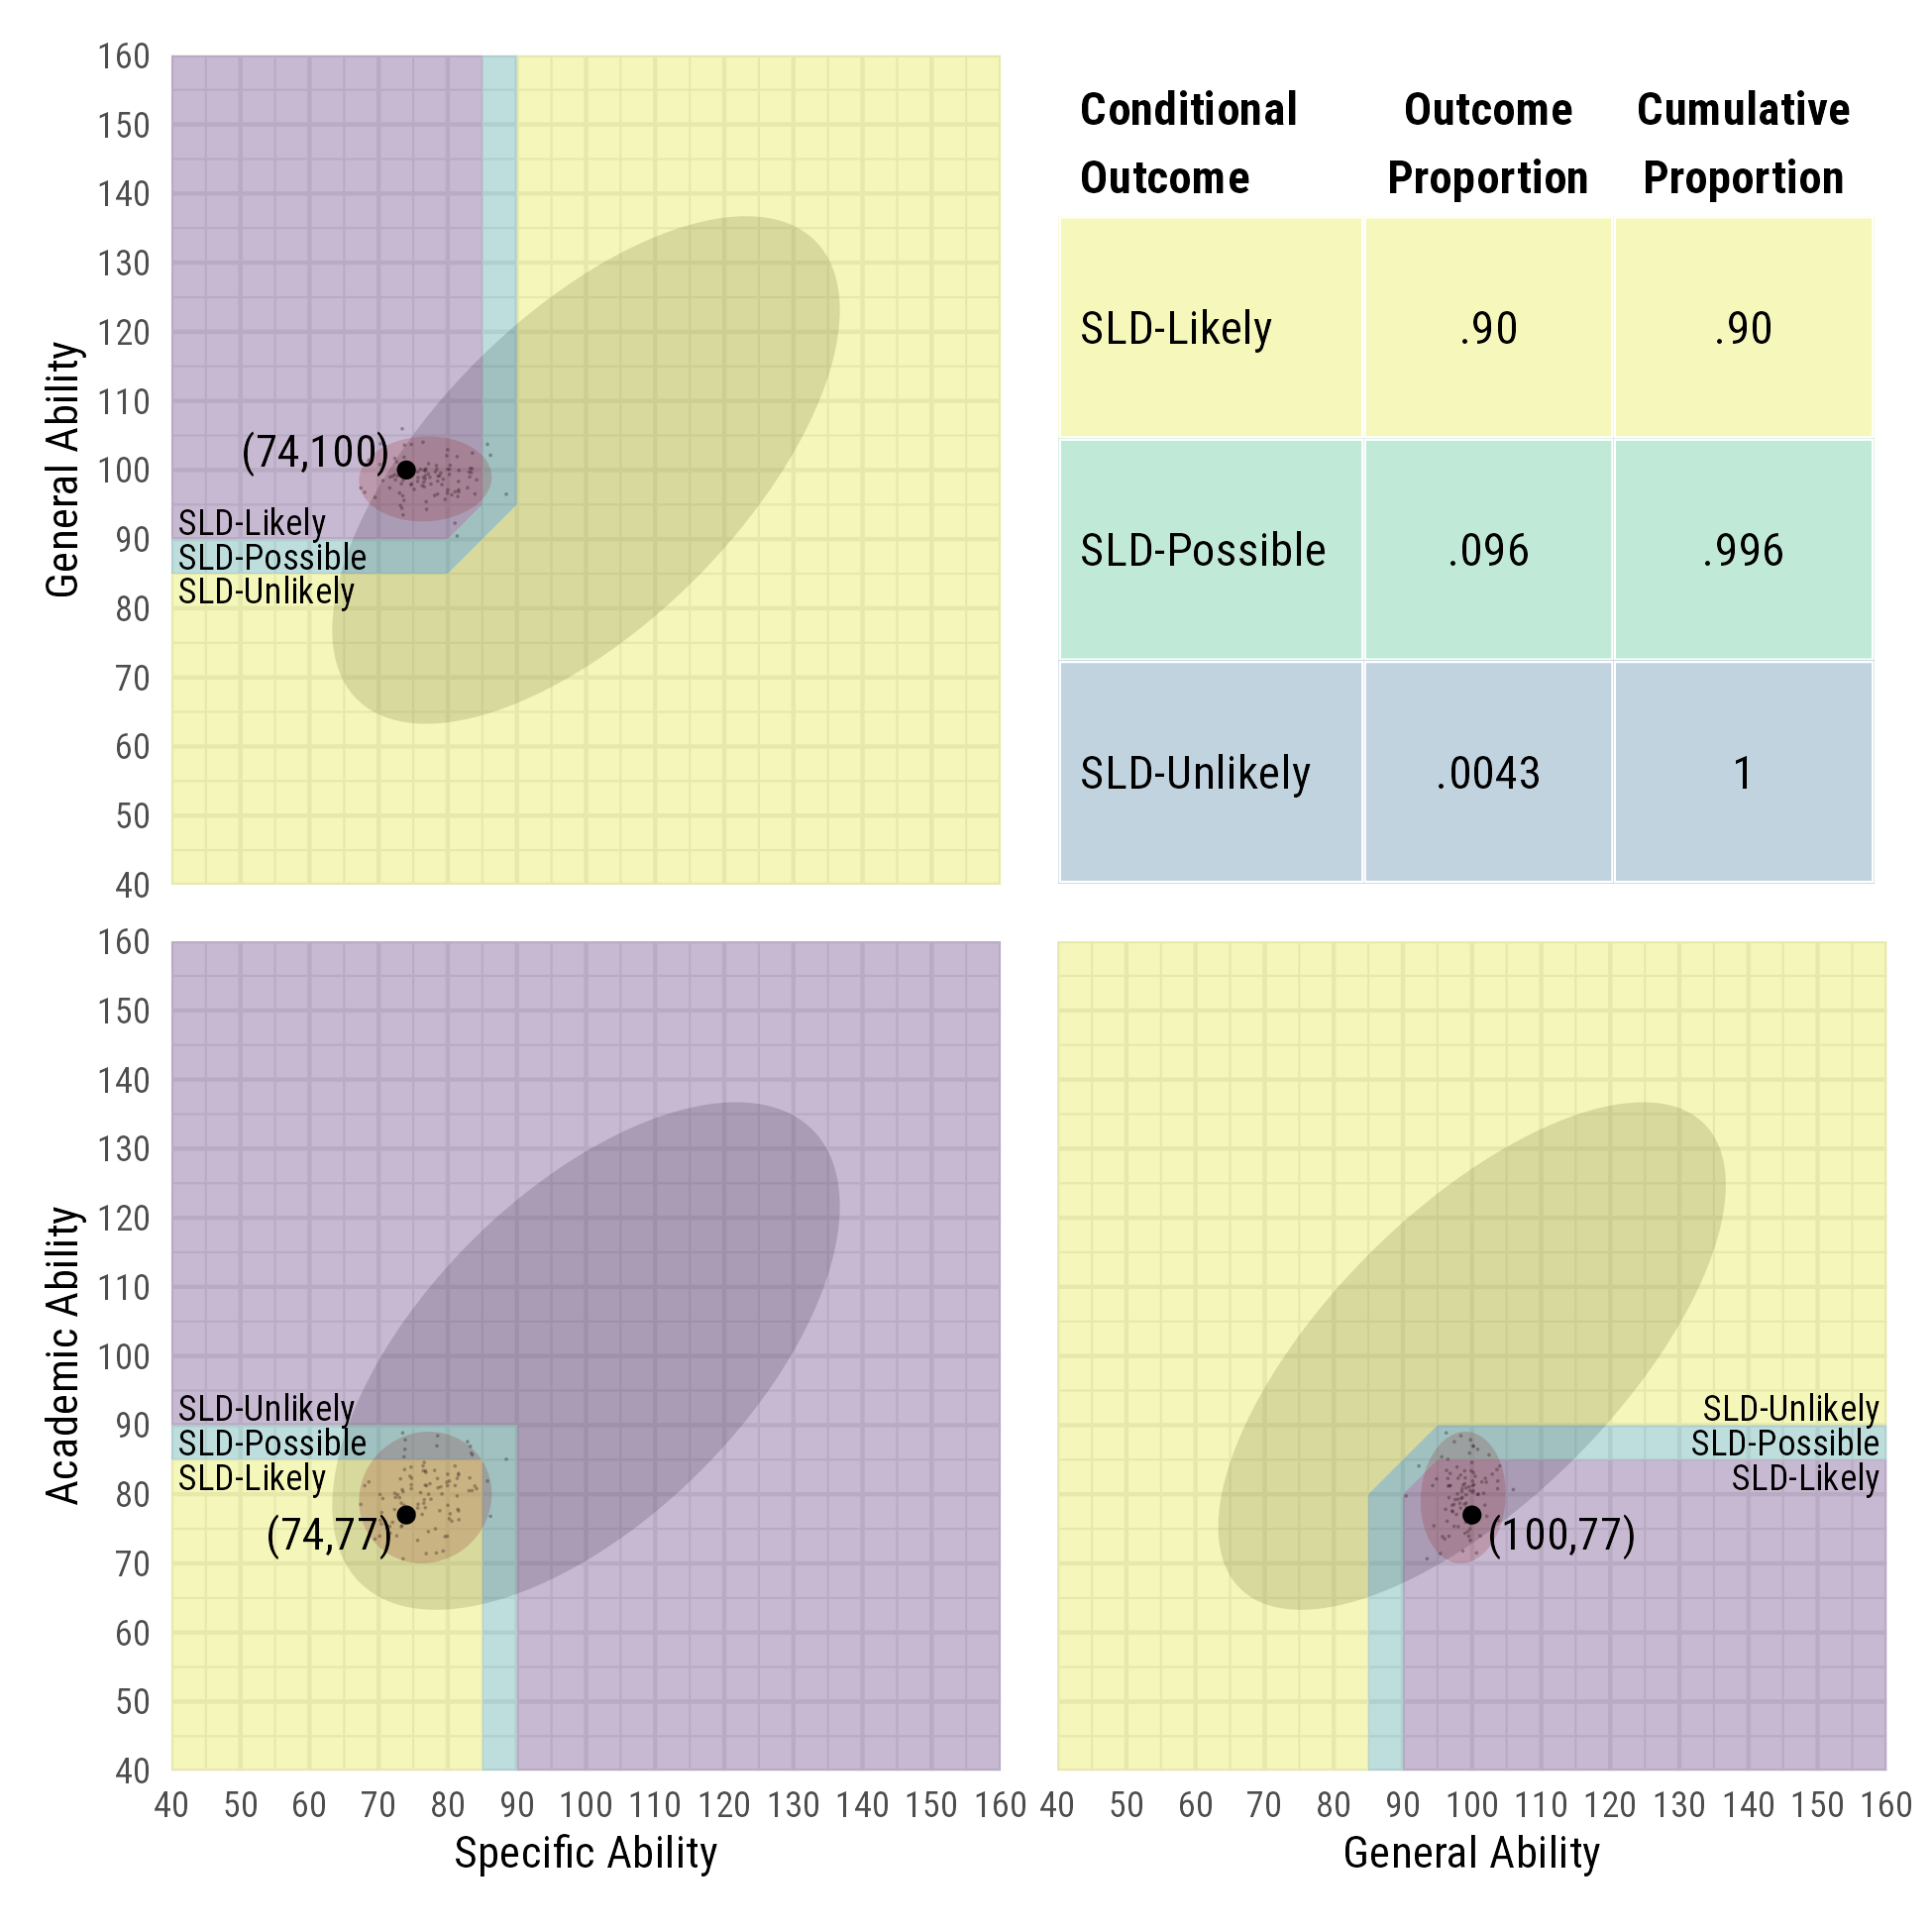 160
150
140
130
120
110
100
90
80
70
60
50
40
General Ability
(74,100)
SLD-Likely
SLD-Possible
SLD-Unlikely
Conditional Outcome Cumulative
Outcome Proportion Proportion
SLD-Likely .90 .90
SLD-Possible .096 .996
SLD-Unlikely .0043 1
160
150
140
130
120
110
100
90
80
70
60
50
40
Academic Ability
SLD-Unlikely
SLD-Possible
SLD-Likely
(74,77)
40 50 60 70 80 90 100 110 120 130 140 150 160
Specific Ability
SLD-Unlikely
SLD-Possible
SLD-Likely
(100,77)
40 50 60 70 80 90 100 110 120 130 140 150 160
General Ability